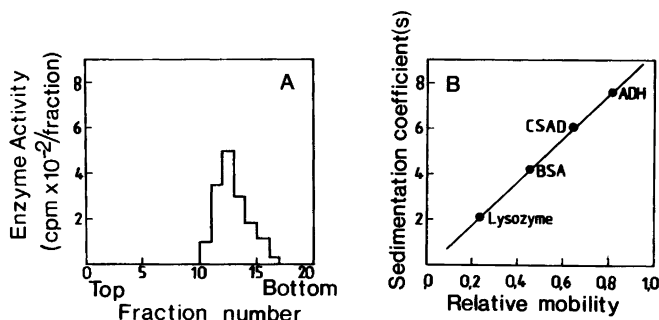 Enzyme Activity
(cpm x10⁻²/fraction)
A
8
6
4
2
0 5 10 15 20
Top Bottom
Fraction number
Sedimentation coefficient(s)
B
8
6
4
2
ADH
CSAD
BSA
Lysozyme
0 0,2 0,4 0,6 0,8 1,0
Relative mobility